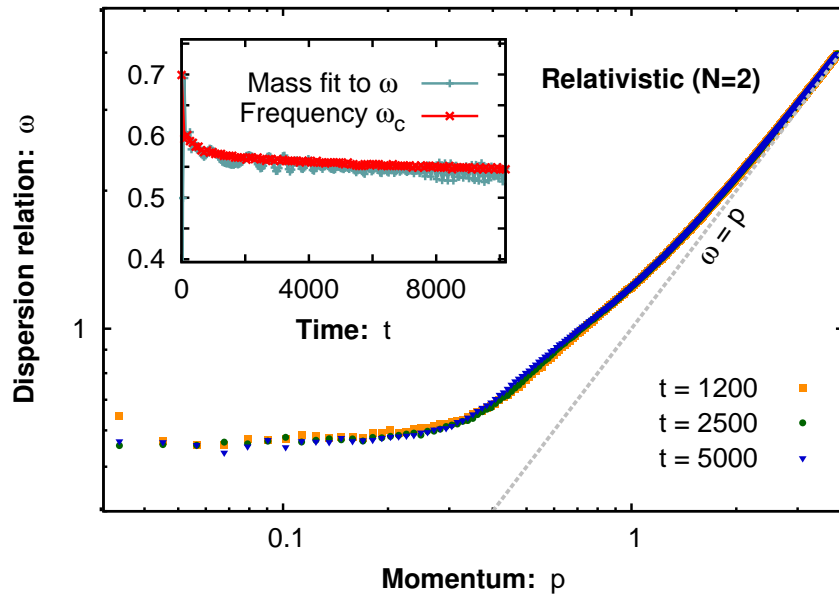 Relativistic (N=2)
Mass fit to ω
Frequency ω_c
0.7
0.6
0.5
0.4
0
4000
8000
Time: t
ω = p
t = 1200
t = 2500
t = 5000
Dispersion relation: ω
1
0.1
1
Momentum: p